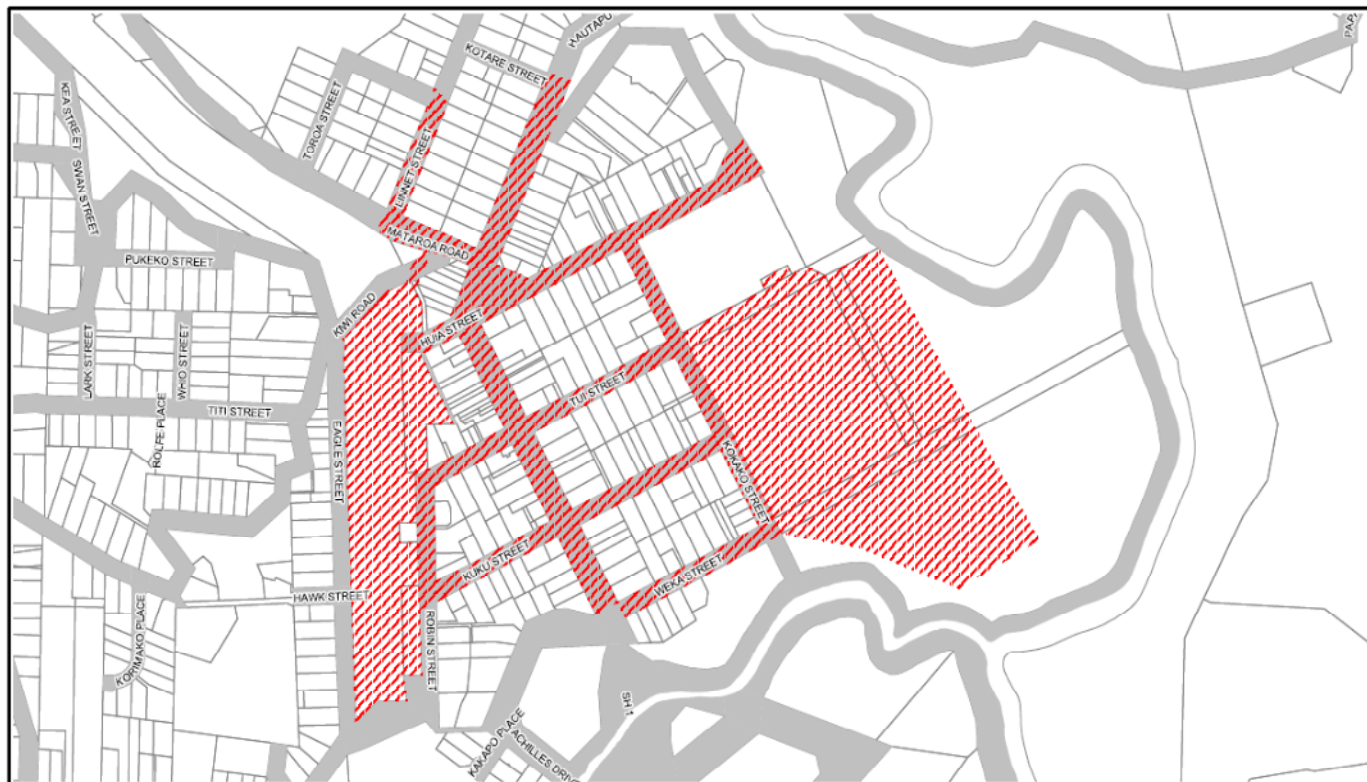 KEA STREET
SWAN STREET
PUKEKO STREET
LARK STREET
WHIO STREET
TITI STREET
ROLFE PLACE
KORIMAKO PLACE
HAWK STREET
EAGLE STREET
KIWI ROAD
TOROA STREET
LINNET STREET
MATAROA ROAD
KOTARE STREET
HAUTAPU
HUIA STREET
TUI STREET
KUKU STREET
WEKA STREET
KOKAKO STREET
ROBIN STREET
KAKAPO PLACE
ACHILLES DRIVE
SH 1